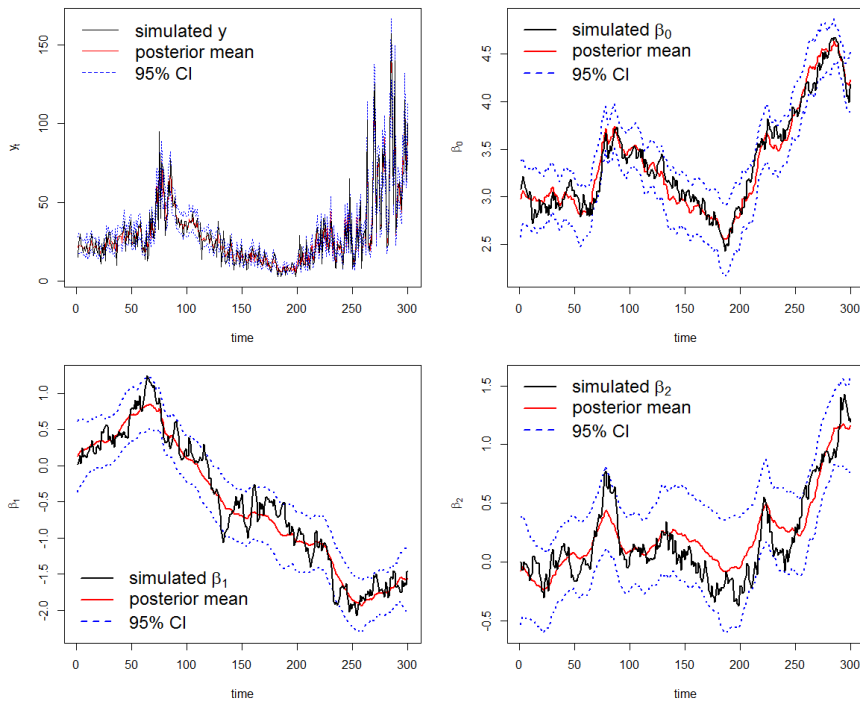 simulated y
posterior mean
95% CI
yₜ
0
50
100
150
0 50 100 150 200 250 300
time
simulated β₀
posterior mean
95% CI
β₀
2.5
3.0
3.5
4.0
4.5
0 50 100 150 200 250 300
time
simulated β₁
posterior mean
95% CI
β₁
-2.0
-1.5
-1.0
-0.5
0.0
0.5
1.0
0 50 100 150 200 250 300
time
simulated β₂
posterior mean
95% CI
β₂
-0.5
0.0
0.5
1.0
1.5
0 50 100 150 200 250 300
time